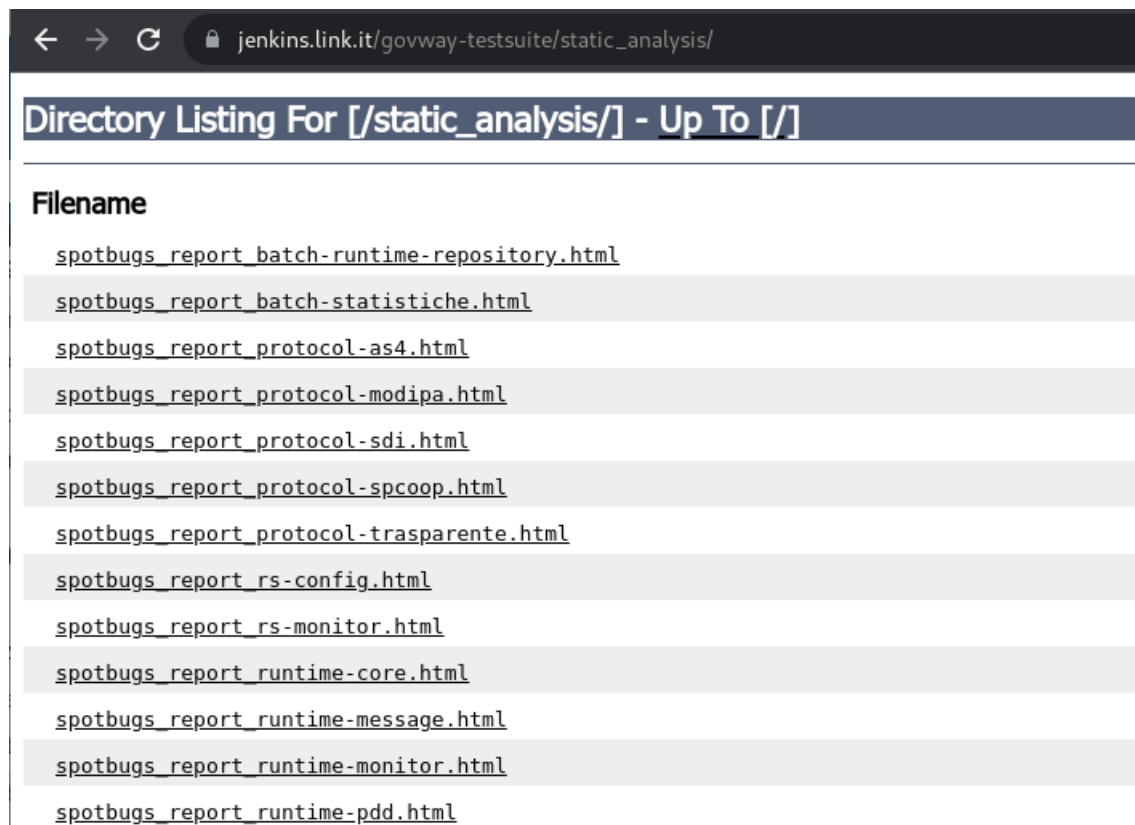 jenkins.link.it/govway-testsuite/static_analysis/
Directory Listing For [/static_analysis/] - Up To [/]
Filename
spotbugs_report_batch-runtime-repository.html
spotbugs_report_batch-statistiche.html
spotbugs_report_protocol-as4.html
spotbugs_report_protocol-modipa.html
spotbugs_report_protocol-sdi.html
spotbugs_report_protocol-spcoop.html
spotbugs_report_protocol-trasparente.html
spotbugs_report_rs-config.html
spotbugs_report_rs-monitor.html
spotbugs_report_runtime-core.html
spotbugs_report_runtime-message.html
spotbugs_report_runtime-monitor.html
spotbugs_report_runtime-pdd.html